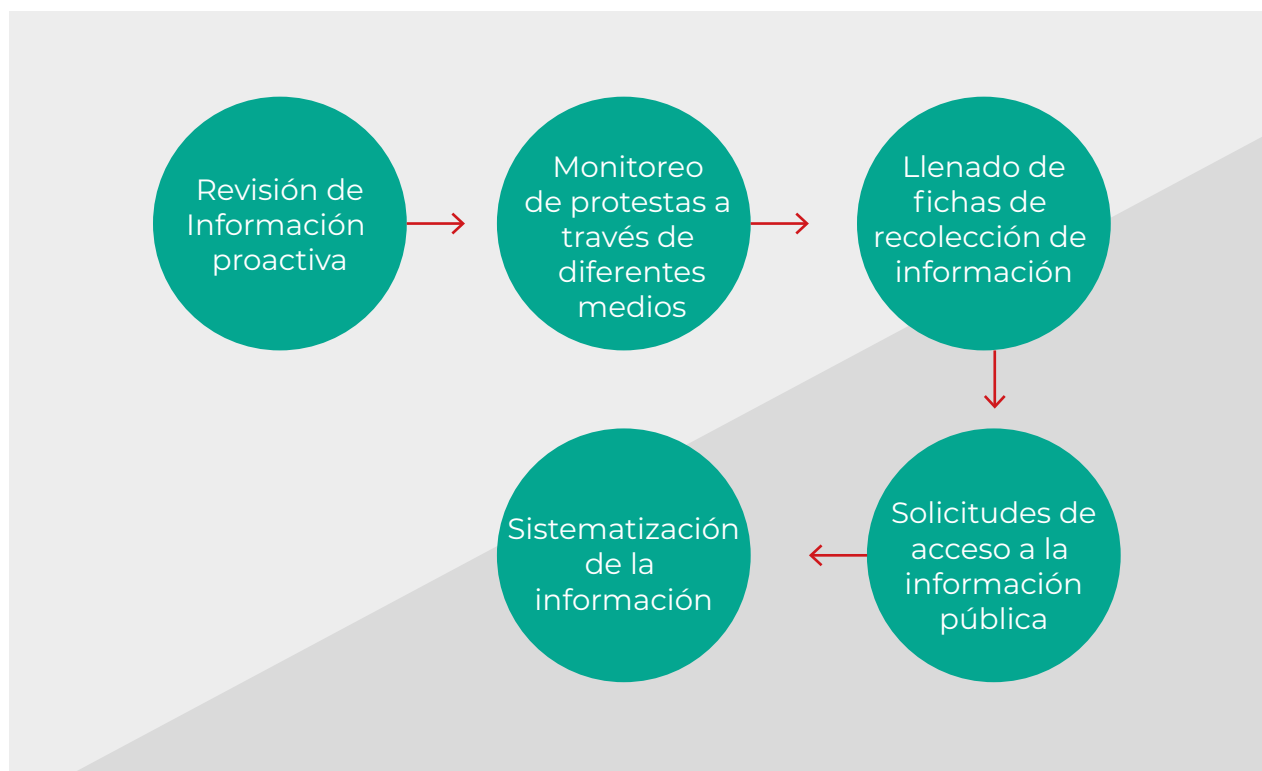 Revisión de
Información
proactiva
Monitoreo
de protestas a
través de
diferentes
medios
Llenado de
fichas de
recolección de
información
Solicitudes de
acceso a la
información
pública
Sistematización
de la
información